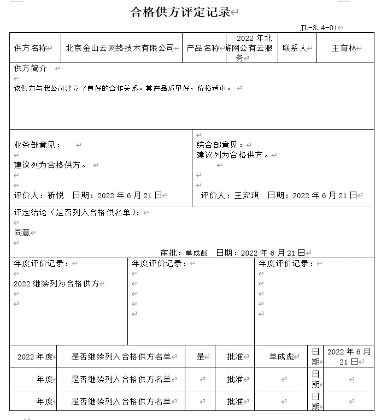 合格供方评定记录
JL-8.4-01
供方名称 北京金山云网络技术有限公司 产品名称 2022年北京解网公有云服务 联系人 王育林
供方简介
该供方与我公司建立了良好的合作关系。其产品质量好、价格适中。
业务部意见： 综合部意见：
建议列为合格供方。 建议列为合格供方。
评价人：靳悦 日期：2022年6月21日 评价人：王安琪 日期：2022年6月21日
评定结论（是否列入合格供名单）：
同意
审批：单成彪 日期：2022年6月21日
年度评价记录： 年度评价记录： 年度评价记录：
2022继续列为合格供方
2022年度 是否继续列入合格供方名单 是 批准 单成彪 日期 2022年6月21日
年度 是否继续列入合格供方名单 批准 日期
年度 是否继续列入合格供方名单 批准 日期